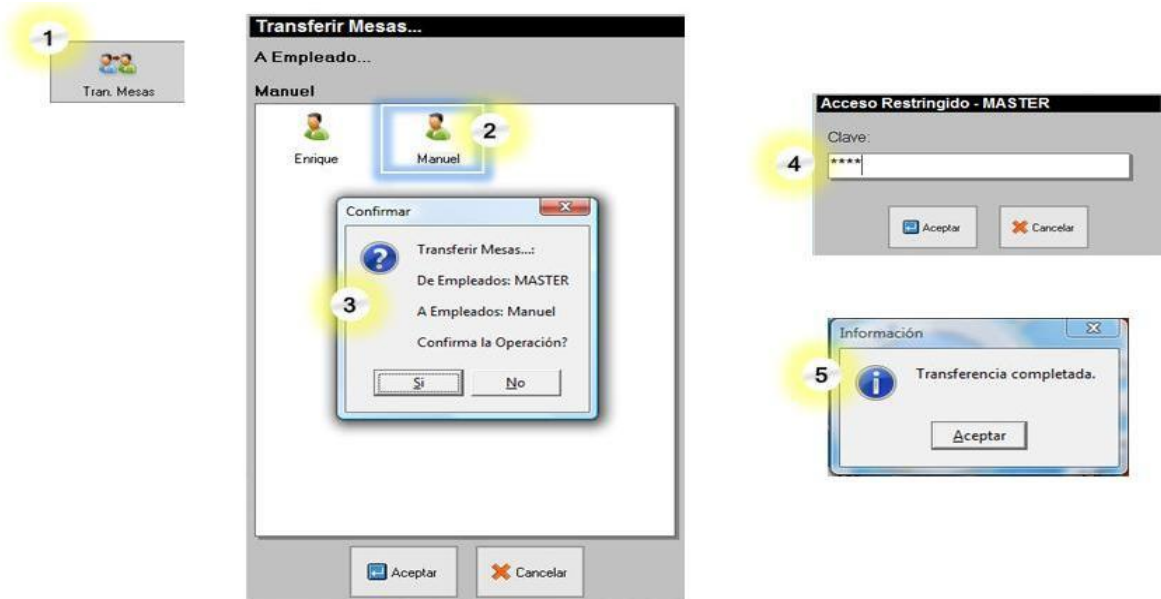 1
Tran. Mesas
Transferir Mesas...
A Empleado...
Manuel
Enrique
Manuel
2
Confirmar
Transferir Mesas...:
De Empleados: MASTER
3
A Empleados: Manuel
Confirma la Operación?
Si No
Aceptar Cancelar
Acceso Restringido - MASTER
Clave:
4
****
Aceptar Cancelar
Información
5
Transferencia completada.
Aceptar